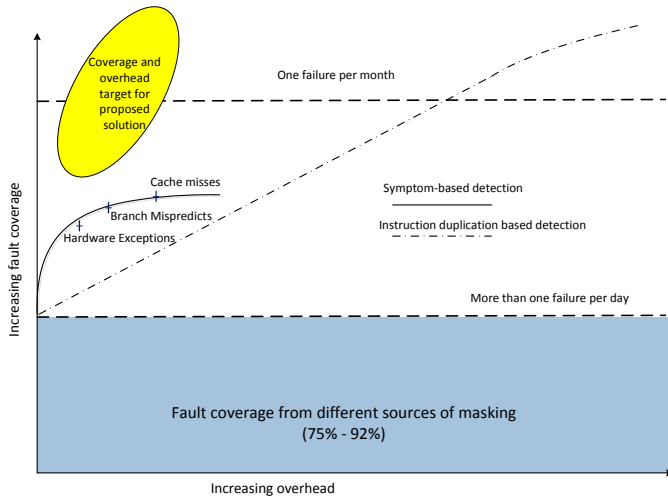 Coverage and
overhead
target for
proposed
solution
One failure per month
Cache misses
Branch Mispredicts
Hardware Exceptions
Symptom-based detection
Instruction duplication based detection
More than one failure per day
Fault coverage from different sources of masking
(75% - 92%)
Increasing fault coverage
Increasing overhead